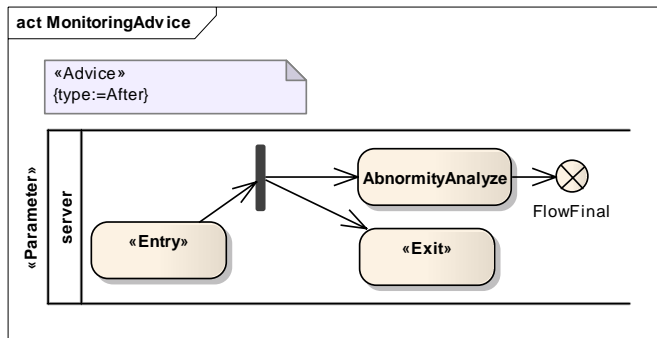 act MonitoringAdvice
«Advice»
{type:=After}
«Parameter»
server
AbnormityAnalyze
FlowFinal
«Entry»
«Exit»